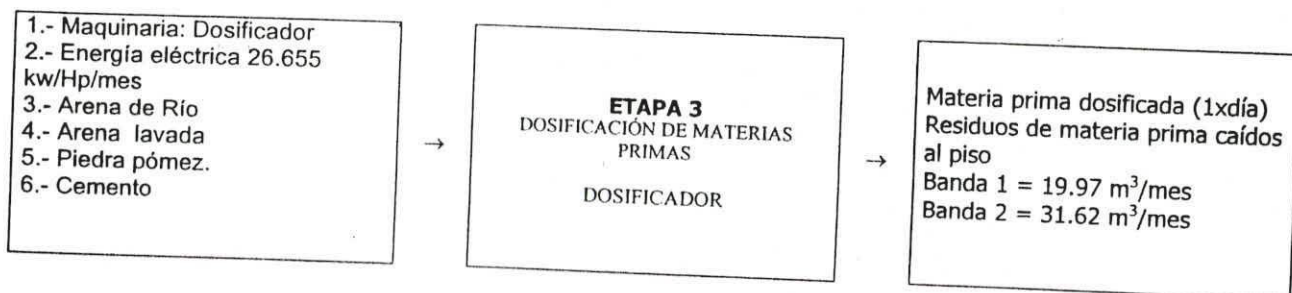 1.- Maquinaria: Dosificador
2.- Energía eléctrica 26.655
kw/Hp/mes
3.- Arena de Río
4.- Arena lavada
5.- Piedra pómez.
6.- Cemento
→
ETAPA 3
DOSIFICACIÓN DE MATERIAS
PRIMAS
DOSIFICADOR
→
Materia prima dosificada (1xdía)
Residuos de materia prima caídos
al piso
Banda 1 = 19.97 m³/mes
Banda 2 = 31.62 m³/mes